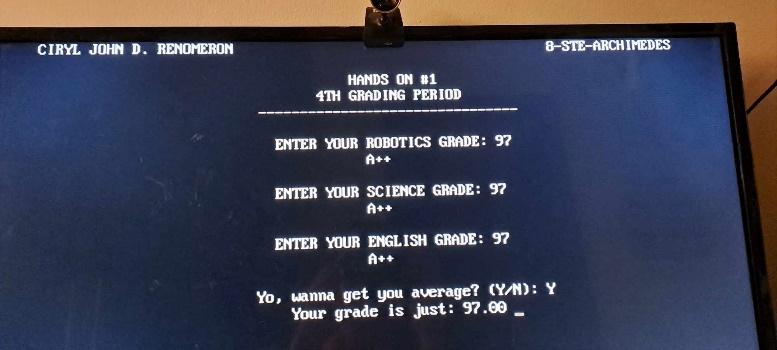 CIRYL JOHN D. RENOMERON 8-STE-ARCHIMEDES
HANDS ON #1
4TH GRADING PERIOD
--------------------------------
ENTER YOUR ROBOTICS GRADE: 97
A++
ENTER YOUR SCIENCE GRADE: 97
A++
ENTER YOUR ENGLISH GRADE: 97
A++
Yo, wanna get you average? (Y/N): Y
Your grade is just: 97.00 _